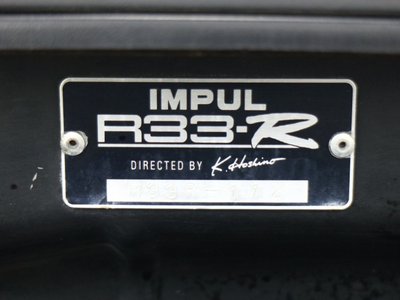 IMPUL
R33-R
DIRECTED BY K. Hoshino